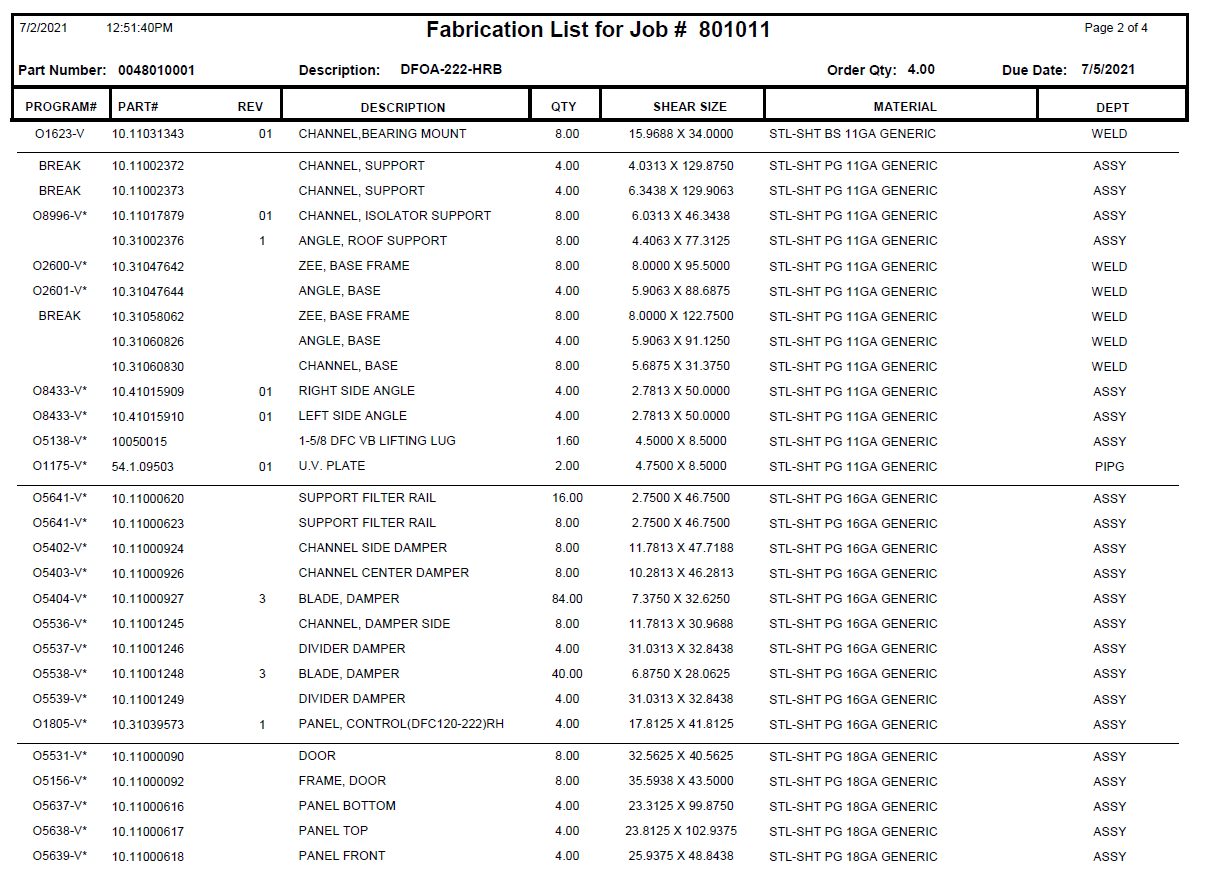 7/2/2021 12:51:40PM Fabrication List for Job # 801011 Page 2 of 4
Part Number: 0048010001 Description: DFOA-222-HRB Order Qty: 4.00 Due Date: 7/5/2021
PROGRAM# PART# REV DESCRIPTION QTY SHEAR SIZE MATERIAL DEPT
O1623-V 10.11031343 01 CHANNEL,BEARING MOUNT 8.00 15.9688 X 34.0000 STL-SHT BS 11GA GENERIC WELD
BREAK 10.11002372 CHANNEL, SUPPORT 4.00 4.0313 X 129.8750 STL-SHT PG 11GA GENERIC ASSY
BREAK 10.11002373 CHANNEL, SUPPORT 4.00 6.3438 X 129.9063 STL-SHT PG 11GA GENERIC ASSY
O8996-V* 10.11017879 01 CHANNEL, ISOLATOR SUPPORT 8.00 6.0313 X 46.3438 STL-SHT PG 11GA GENERIC ASSY
10.31002376 1 ANGLE, ROOF SUPPORT 8.00 4.4063 X 77.3125 STL-SHT PG 11GA GENERIC ASSY
O2600-V* 10.31047642 ZEE, BASE FRAME 8.00 8.0000 X 95.5000 STL-SHT PG 11GA GENERIC WELD
O2601-V* 10.31047644 ANGLE, BASE 4.00 5.9063 X 88.6875 STL-SHT PG 11GA GENERIC WELD
BREAK 10.31058062 ZEE, BASE FRAME 8.00 8.0000 X 122.7500 STL-SHT PG 11GA GENERIC WELD
10.31060826 ANGLE, BASE 4.00 5.9063 X 91.1250 STL-SHT PG 11GA GENERIC WELD
10.31060830 CHANNEL, BASE 8.00 5.6875 X 31.3750 STL-SHT PG 11GA GENERIC WELD
O8433-V* 10.41015909 01 RIGHT SIDE ANGLE 4.00 2.7813 X 50.0000 STL-SHT PG 11GA GENERIC ASSY
O8433-V* 10.41015910 01 LEFT SIDE ANGLE 4.00 2.7813 X 50.0000 STL-SHT PG 11GA GENERIC ASSY
O5138-V* 10050015 1-5/8 DFC VB LIFTING LUG 1.60 4.5000 X 8.5000 STL-SHT PG 11GA GENERIC ASSY
O1175-V* 54.1.09503 01 U.V. PLATE 2.00 4.7500 X 8.5000 STL-SHT PG 11GA GENERIC PIPG
O5641-V* 10.11000620 SUPPORT FILTER RAIL 16.00 2.7500 X 46.7500 STL-SHT PG 16GA GENERIC ASSY
O5641-V* 10.11000623 SUPPORT FILTER RAIL 8.00 2.7500 X 46.7500 STL-SHT PG 16GA GENERIC ASSY
O5402-V* 10.11000924 CHANNEL SIDE DAMPER 8.00 11.7813 X 47.7188 STL-SHT PG 16GA GENERIC ASSY
O5403-V* 10.11000926 CHANNEL CENTER DAMPER 8.00 10.2813 X 46.2813 STL-SHT PG 16GA GENERIC ASSY
O5404-V* 10.11000927 3 BLADE, DAMPER 84.00 7.3750 X 32.6250 STL-SHT PG 16GA GENERIC ASSY
O5536-V* 10.11001245 CHANNEL, DAMPER SIDE 8.00 11.7813 X 30.9688 STL-SHT PG 16GA GENERIC ASSY
O5537-V* 10.11001246 DIVIDER DAMPER 4.00 31.0313 X 32.8438 STL-SHT PG 16GA GENERIC ASSY
O5538-V* 10.11001248 3 BLADE, DAMPER 40.00 6.8750 X 28.0625 STL-SHT PG 16GA GENERIC ASSY
O5539-V* 10.11001249 DIVIDER DAMPER 4.00 31.0313 X 32.8438 STL-SHT PG 16GA GENERIC ASSY
O1805-V* 10.31039573 1 PANEL, CONTROL(DFC120-222)RH 4.00 17.8125 X 41.8125 STL-SHT PG 16GA GENERIC ASSY
O5531-V* 10.11000090 DOOR 8.00 32.5625 X 40.5625 STL-SHT PG 18GA GENERIC ASSY
O5156-V* 10.11000092 FRAME, DOOR 8.00 35.5938 X 43.5000 STL-SHT PG 18GA GENERIC ASSY
O5637-V* 10.11000616 PANEL BOTTOM 4.00 23.3125 X 99.8750 STL-SHT PG 18GA GENERIC ASSY
O5638-V* 10.11000617 PANEL TOP 4.00 23.8125 X 102.9375 STL-SHT PG 18GA GENERIC ASSY
O5639-V* 10.11000618 PANEL FRONT 4.00 25.9375 X 48.8438 STL-SHT PG 18GA GENERIC ASSY